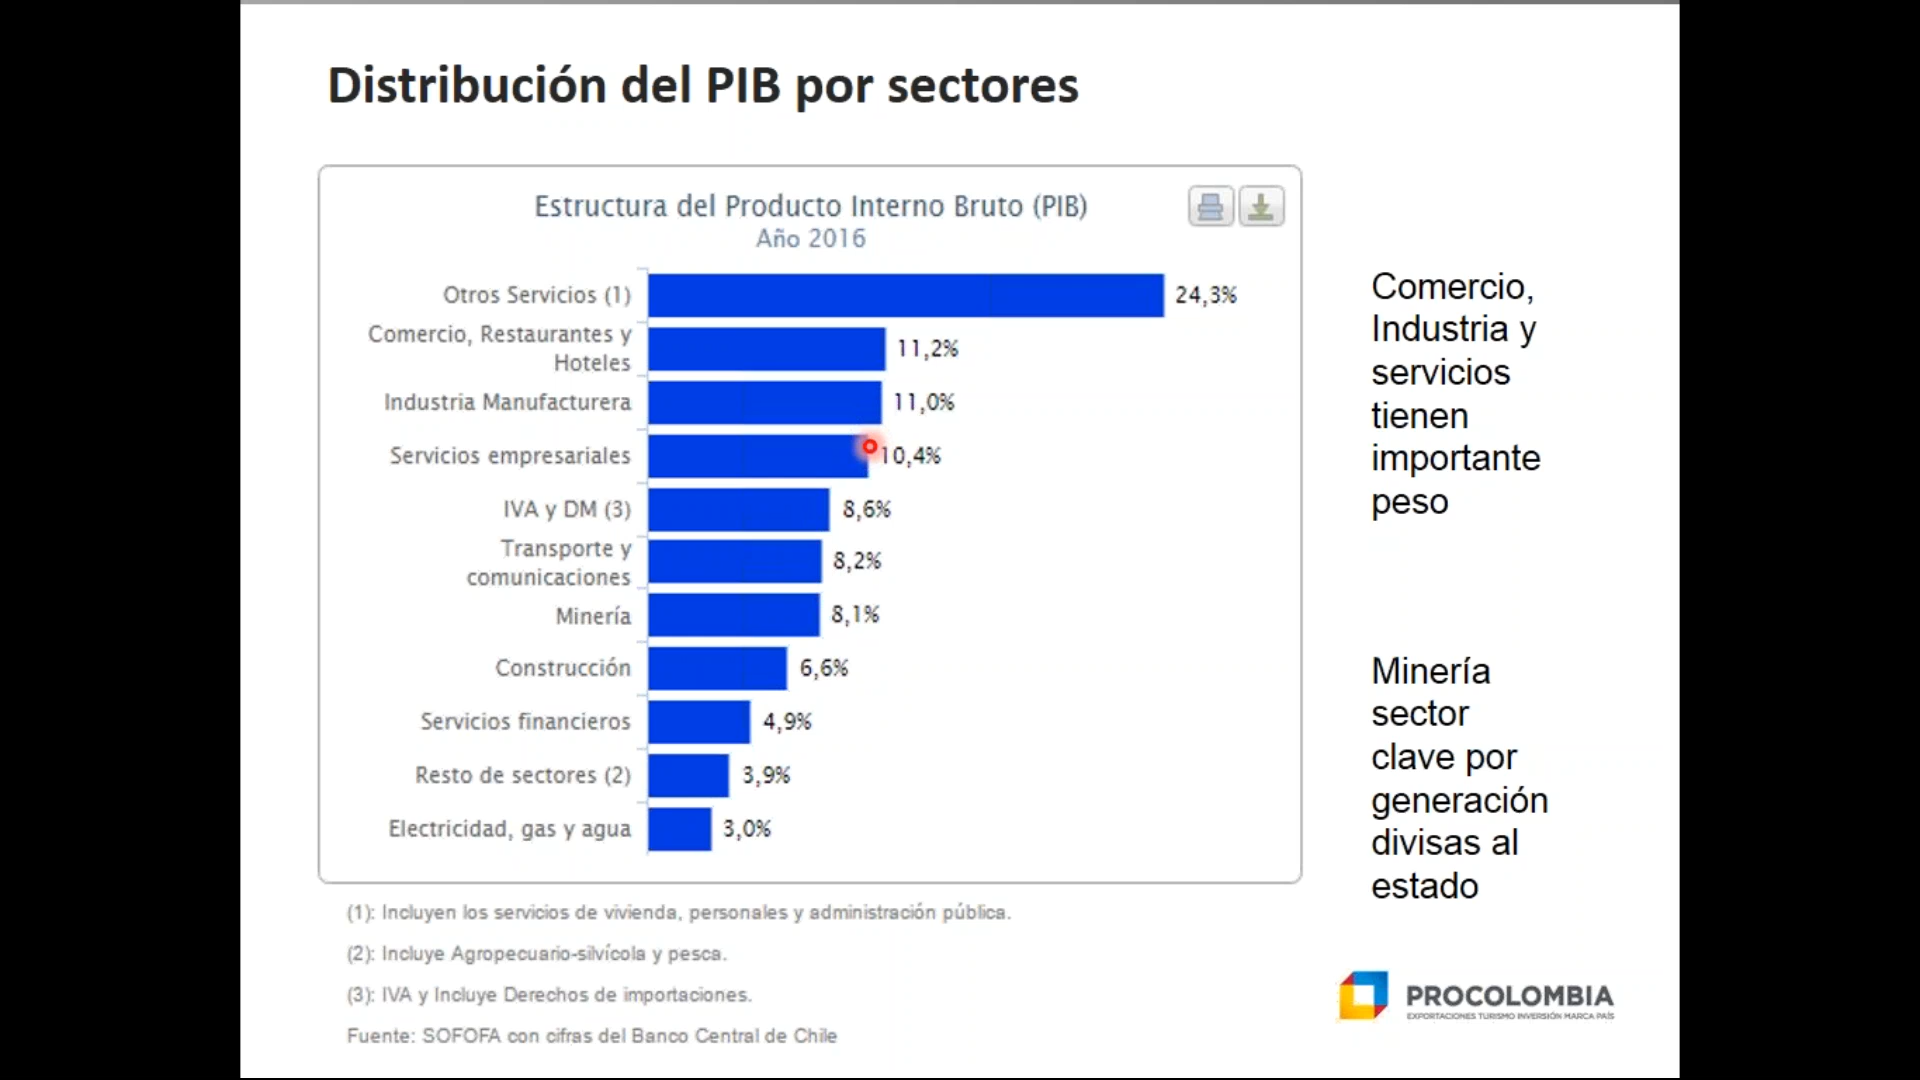 Distribución del PIB por sectores
Estructura del Producto Interno Bruto (PIB)
Año 2016
Otros Servicios (1)
24,3%
Comercio, Restaurantes y
Hoteles
11,2%
Industria Manufacturera
11,0%
Servicios empresariales
10,4%
IVA y DM (3)
8,6%
Transporte y
comunicaciones
8,2%
Minería
8,1%
Construcción
6,6%
Servicios financieros
4,9%
Resto de sectores (2)
3,9%
Electricidad, gas y agua
3,0%
(1): Incluyen los servicios de vivienda, personales y administración pública.
(2): Incluye Agropecuario-silvícola y pesca.
(3): IVA y Incluye Derechos de importaciones.
Fuente: SOFOFA con cifras del Banco Central de Chile
Comercio,
Industria y
servicios
tienen
importante
peso
Minería
sector
clave por
generación
divisas al
estado
PROCOLOMBIA
EXPORTACIONES TURISMO INVERSIÓN MARCA PAÍS